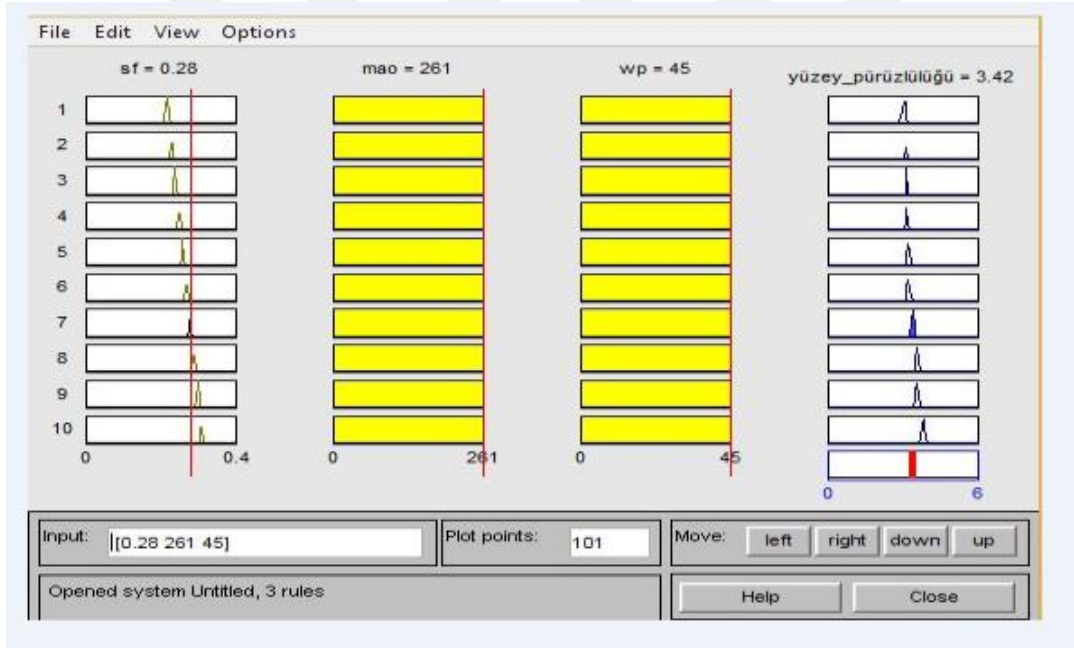 File Edit View Options
sf = 0.28 mao = 261 wp = 45 yüzey_pürüzlülüğü = 3.42
1
2
3
4
5
6
7
8
9
10
0 0.4 0 261 0 45
0 6
Input: [0.28 261 45] Plot points: 101 Move: left right down up
Opened system Untitled, 3 rules Help Close